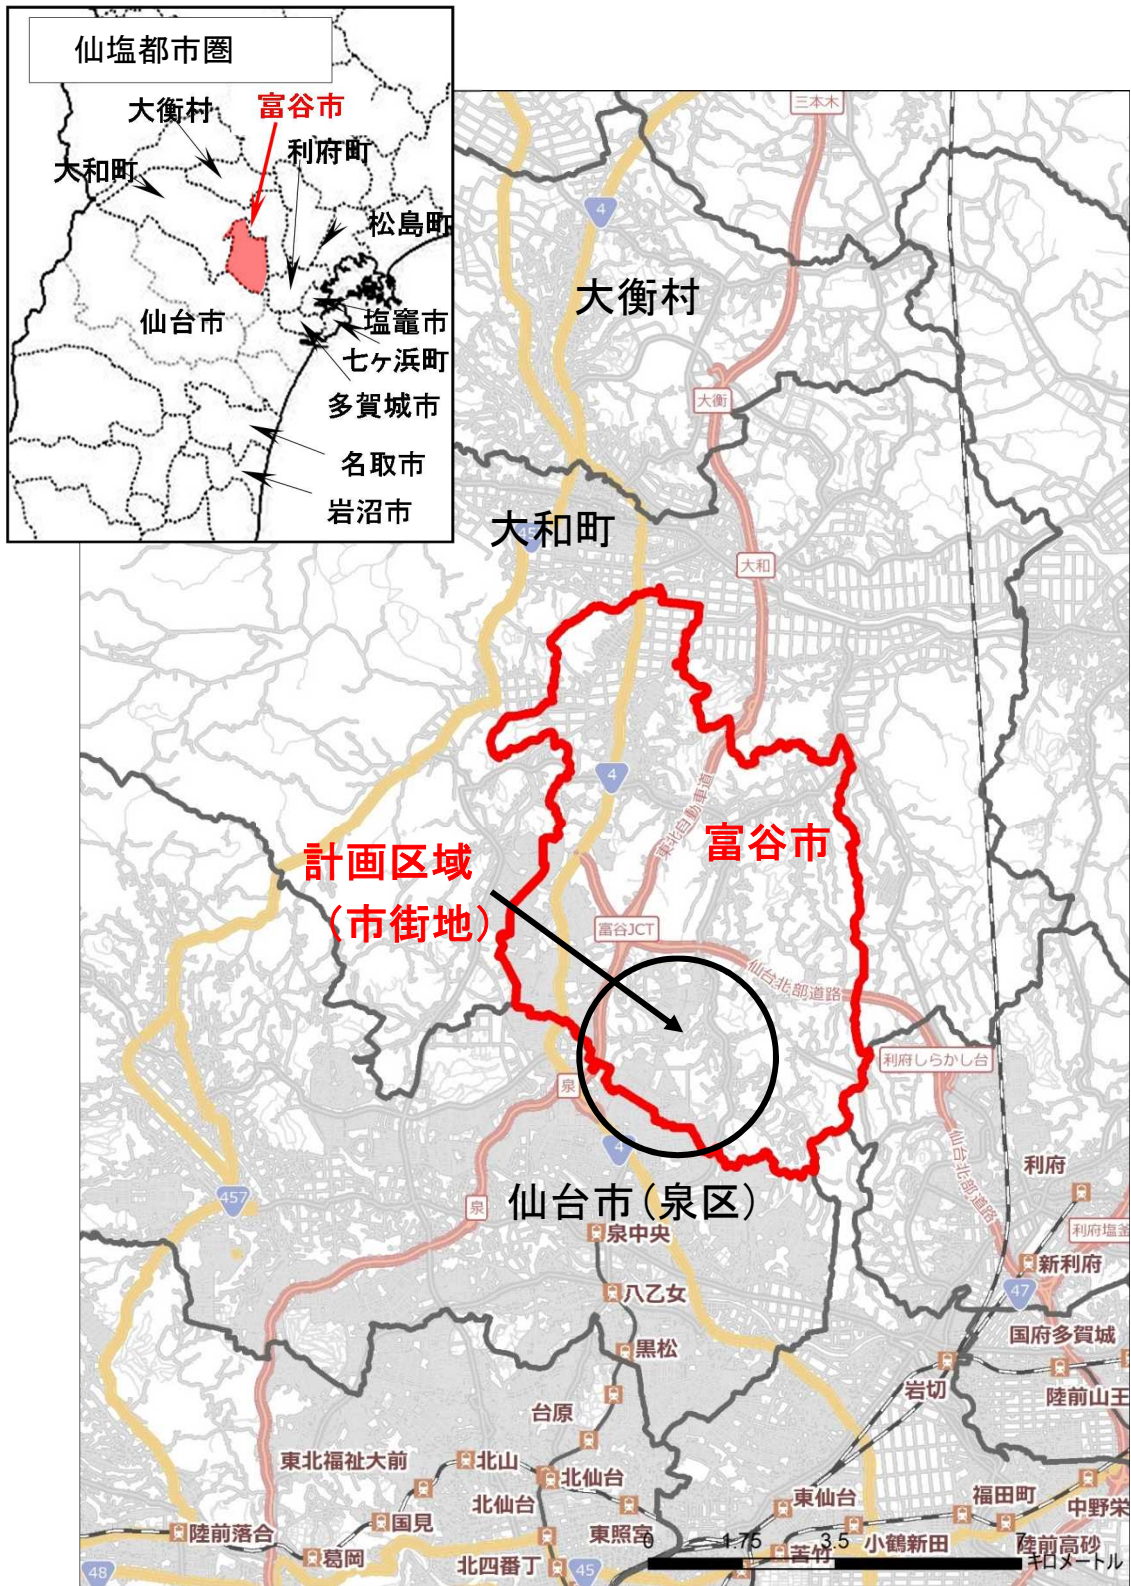 仙塩都市圏
大衡村
富谷市
利府町
大和町
松島町
仙台市
塩竈市
七ヶ浜町
多賀城市
名取市
岩沼市
三本木
4
大衡村
大衡
大和町
大和
4
東北自動車道
富谷市
計画区域
（市街地）
富谷JCT
仙台北部道路
利府しらかし台
泉
4
仙台北部道路
利府
457
泉
仙台市（泉区）
利府塩釜
泉中央
新利府
八乙女
47
国府多賀城
黒松
岩切
陸前山王
台原
東北福祉大前
北山
北仙台
北仙台
東仙台
福田町
中野栄
陸前落合
国見
東照宮
小鶴新田
陸前高砂
葛岡
北四番丁
苦竹
48
45
0 1.75 3.5 7
キロメートル